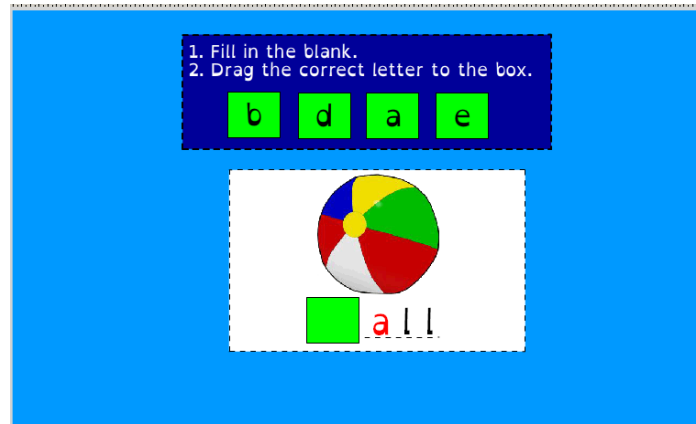 1. Fill in the blank.
2. Drag the correct letter to the box.
b d a e
all